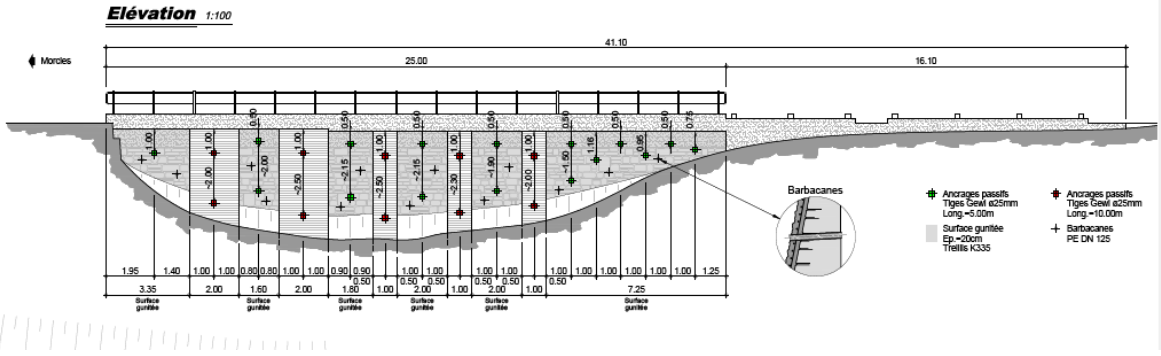 Elévation 1:100
41.10
Morcles
25.00
16.10
0.50
0.50
0.50
0.50
0.50
0.50
0.50
0.75
1.00
1.00
1.00
1.00
1.00
1.00
1.16
0.95
~2.00
~2.00
~2.50
~2.15
~2.50
~2.15
~2.30
~1.90
~2.00
~1.50
Barbacanes
Ancrages passifs
Tiges Gewi ø25mm
Long.=5.00m
Surface gunitée
Ep.=20cm
Treillis K335
Ancrages passifs
Tiges Gewi ø25mm
Long.=10.00m
Barbacanes
PE DN 125
1.95 1.40 1.00 1.00 0.80 0.80 1.00 1.00 0.90 0.90 1.00 1.00 1.00 1.00 1.00 1.00 1.00 1.00 1.25
0.50 0.50 0.50 0.50 0.50 0.50
3.35 2.00 1.60 2.00 1.80 1.00 2.00 1.00 2.00 1.00 7.25
Surface gunitée
Surface gunitée
Surface gunitée
Surface gunitée
Surface gunitée
Surface gunitée